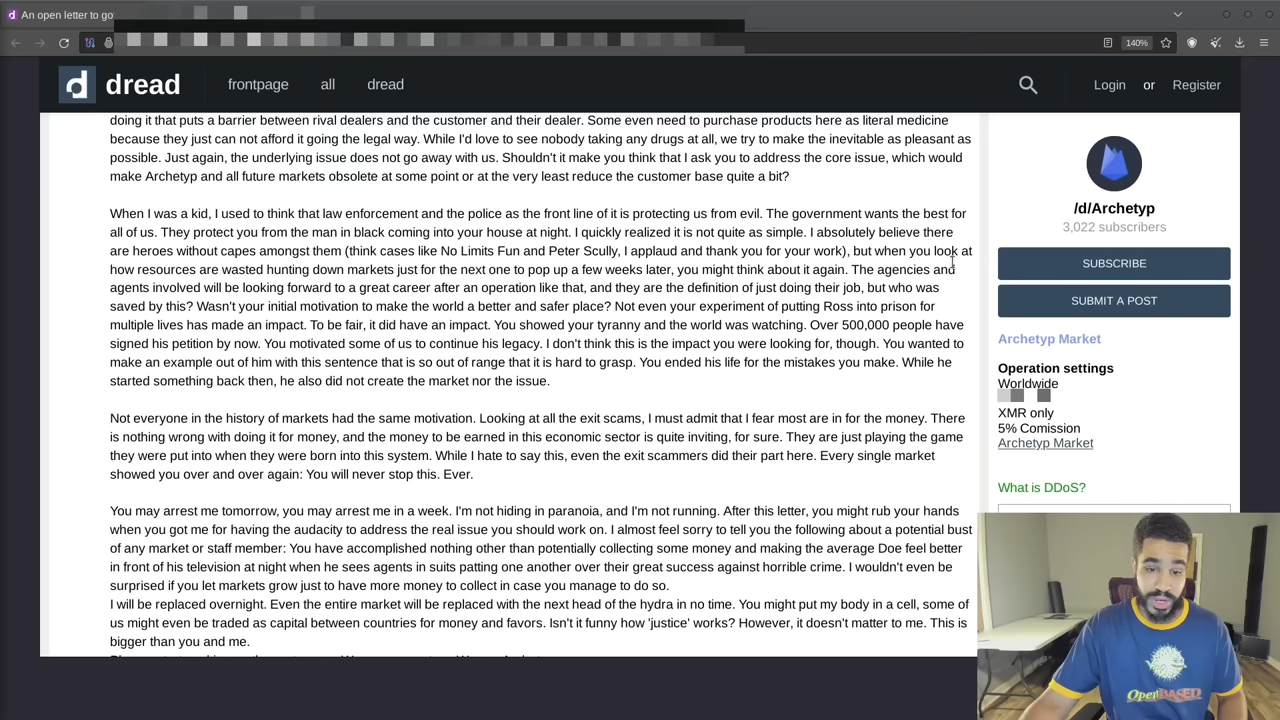 An open letter to go
140%
dread
frontpage
all
dread
Login or Register
doing it that puts a barrier between rival dealers and the customer and their dealer. Some even need to purchase products here as literal medicine
because they just can not afford it going the legal way. While I'd love to see nobody taking any drugs at all, we try to make the inevitable as pleasant as
possible. Just again, the underlying issue does not go away with us. Shouldn't it make you think that I ask you to address the core issue, which would
make Archetyp and all future markets obsolete at some point or at the very least reduce the customer base quite a bit?
When I was a kid, I used to think that law enforcement and the police as the front line of it is protecting us from evil. The government wants the best for
all of us. They protect you from the man in black coming into your house at night. I quickly realized it is not quite as simple. I absolutely believe there
are heroes without capes amongst them (think cases like No Limits Fun and Peter Scully, I applaud and thank you for your work), but when you look at
how resources are wasted hunting down markets just for the next one to pop up a few weeks later, you might think about it again. The agencies and
agents involved will be looking forward to a great career after an operation like that, and they are the definition of just doing their job, but who was
saved by this? Wasn't your initial motivation to make the world a better and safer place? Not even your experiment of putting Ross into prison for
multiple lives has made an impact. To be fair, it did have an impact. You showed your tyranny and the world was watching. Over 500,000 people have
signed his petition by now. You motivated some of us to continue his legacy. I don't think this is the impact you were looking for, though. You wanted to
make an example out of him with this sentence that is so out of range that it is hard to grasp. You ended his life for the mistakes you make. While he
started something back then, he also did not create the market nor the issue.
Not everyone in the history of markets had the same motivation. Looking at all the exit scams, I must admit that I fear most are in for the money. There
is nothing wrong with doing it for money, and the money to be earned in this economic sector is quite inviting, for sure. They are just playing the game
they were put into when they were born into this system. While I hate to say this, even the exit scammers did their part here. Every single market
showed you over and over again: You will never stop this. Ever.
You may arrest me tomorrow, you may arrest me in a week. I'm not hiding in paranoia, and I'm not running. After this letter, you might rub your hands
when you got me for having the audacity to address the real issue you should work on. I almost feel sorry to tell you the following about a potential bust
of any market or staff member: You have accomplished nothing other than potentially collecting some money and making the average Doe feel better
in front of his television at night when he sees agents in suits patting one another over their great success against horrible crime. I wouldn't even be
surprised if you let markets grow just to have more money to collect in case you manage to do so.
I will be replaced overnight. Even the entire market will be replaced with the next head of the hydra in no time. You might put my body in a cell, some of
us might even be traded as capital between countries for money and favors. Isn't it funny how 'justice' works? However, it doesn't matter to me. This is
bigger than you and me.
/d/Archetyp
3,022 subscribers
SUBSCRIBE
SUBMIT A POST
Archetyp Market
Operation settings
Worldwide
XMR only
5% Comission
Archetyp Market
What is DDoS?
OpenBASED